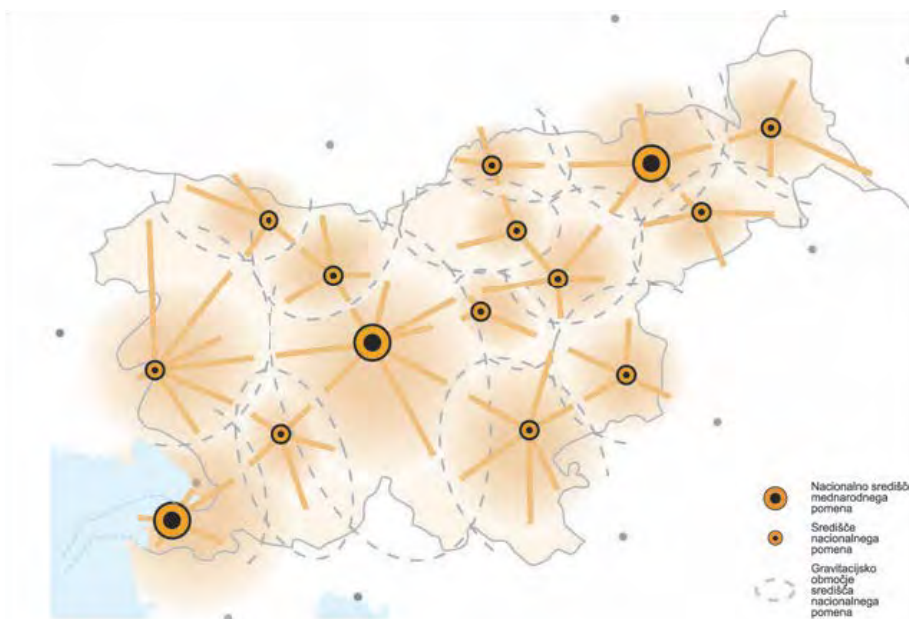 Nacionalno središče
mednarodnega
pomena
Središče
nacionalnega
pomena
Gravitacijsko
območje
središča
nacionalnega
pomena